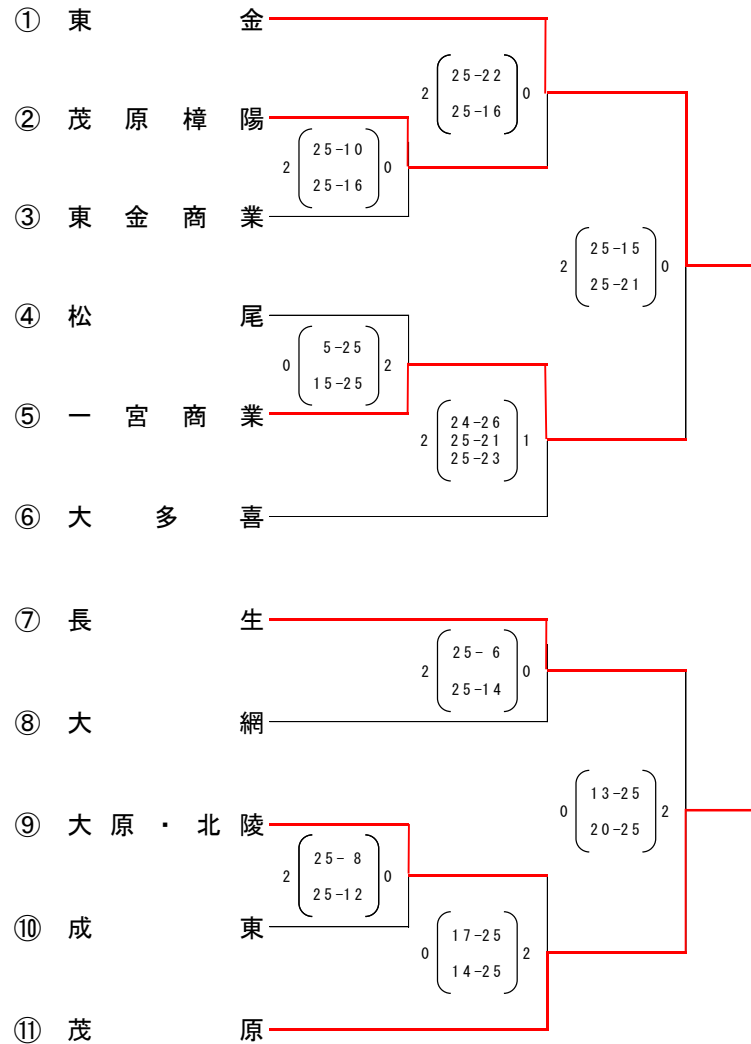 ① 東金
2 25-22 0
25-16
② 茂原樟陽
2 25-10 0
25-16
③ 東金商業
2 25-15 0
25-21
④ 松尾
0 5-25 2
15-25
⑤ 一宮商業
2 24-26 1
25-21
25-23
⑥ 大多喜
⑦ 長生
2 25- 6 0
25-14
⑧ 大網
0 13-25 2
20-25
⑨ 大原・北陵
2 25- 8 0
25-12
⑩ 成東
0 17-25 2
14-25
⑪ 茂原